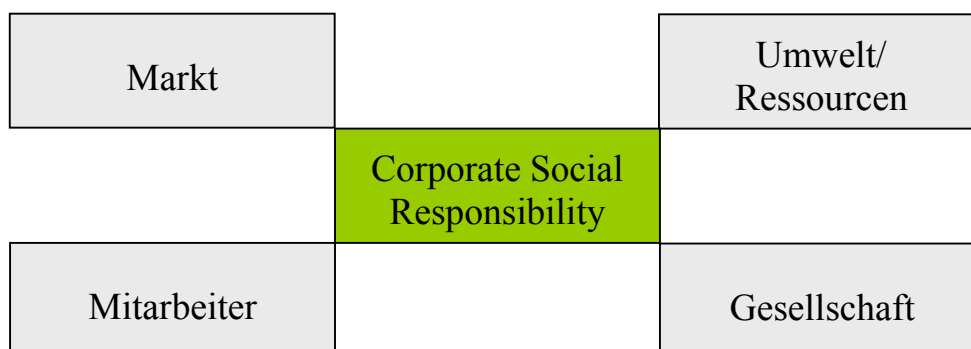 Markt
Umwelt/
Ressourcen
Corporate Social
Responsibility
Mitarbeiter
Gesellschaft